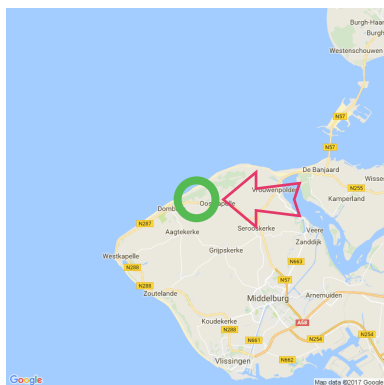 Burgh-Haa
Burgh
Westenschouwen
N57
N57
De Banjaard
Wisse
N255
Vrouwenpolder
Kamperland
Oostkapelle
Domb
N287
Serooskerke
Veere
Aagtekerke
Zanddijk
Grijpskerke
Westkapelle
N663
N288
N57
N288
Zoutelande
Middelburg
Arnemuiden
Koudekerke
A58
N288
N254
N661
N254
Vlissingen
N662
Google
Map data ©2017 Google